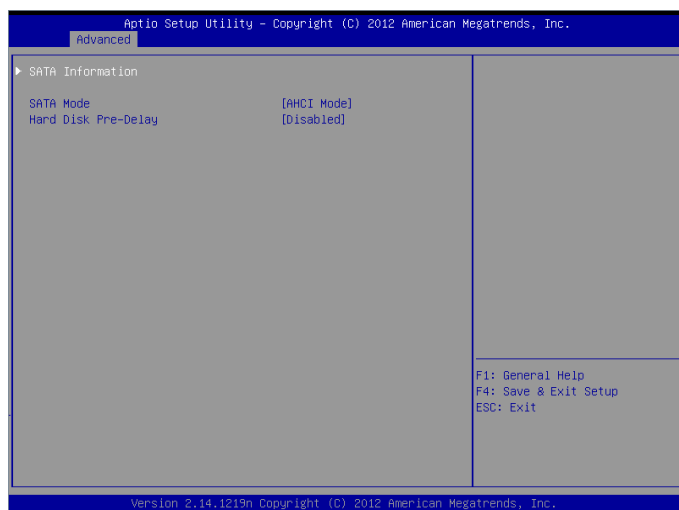 Aptio Setup Utility – Copyright (C) 2012 American Megatrends, Inc.
Advanced
SATA Information
SATA Mode [AHCI Mode]
Hard Disk Pre-Delay [Disabled]
F1: General Help
F4: Save & Exit Setup
ESC: Exit
Version 2.14.1219n Copyright (C) 2012 American Megatrends, Inc.